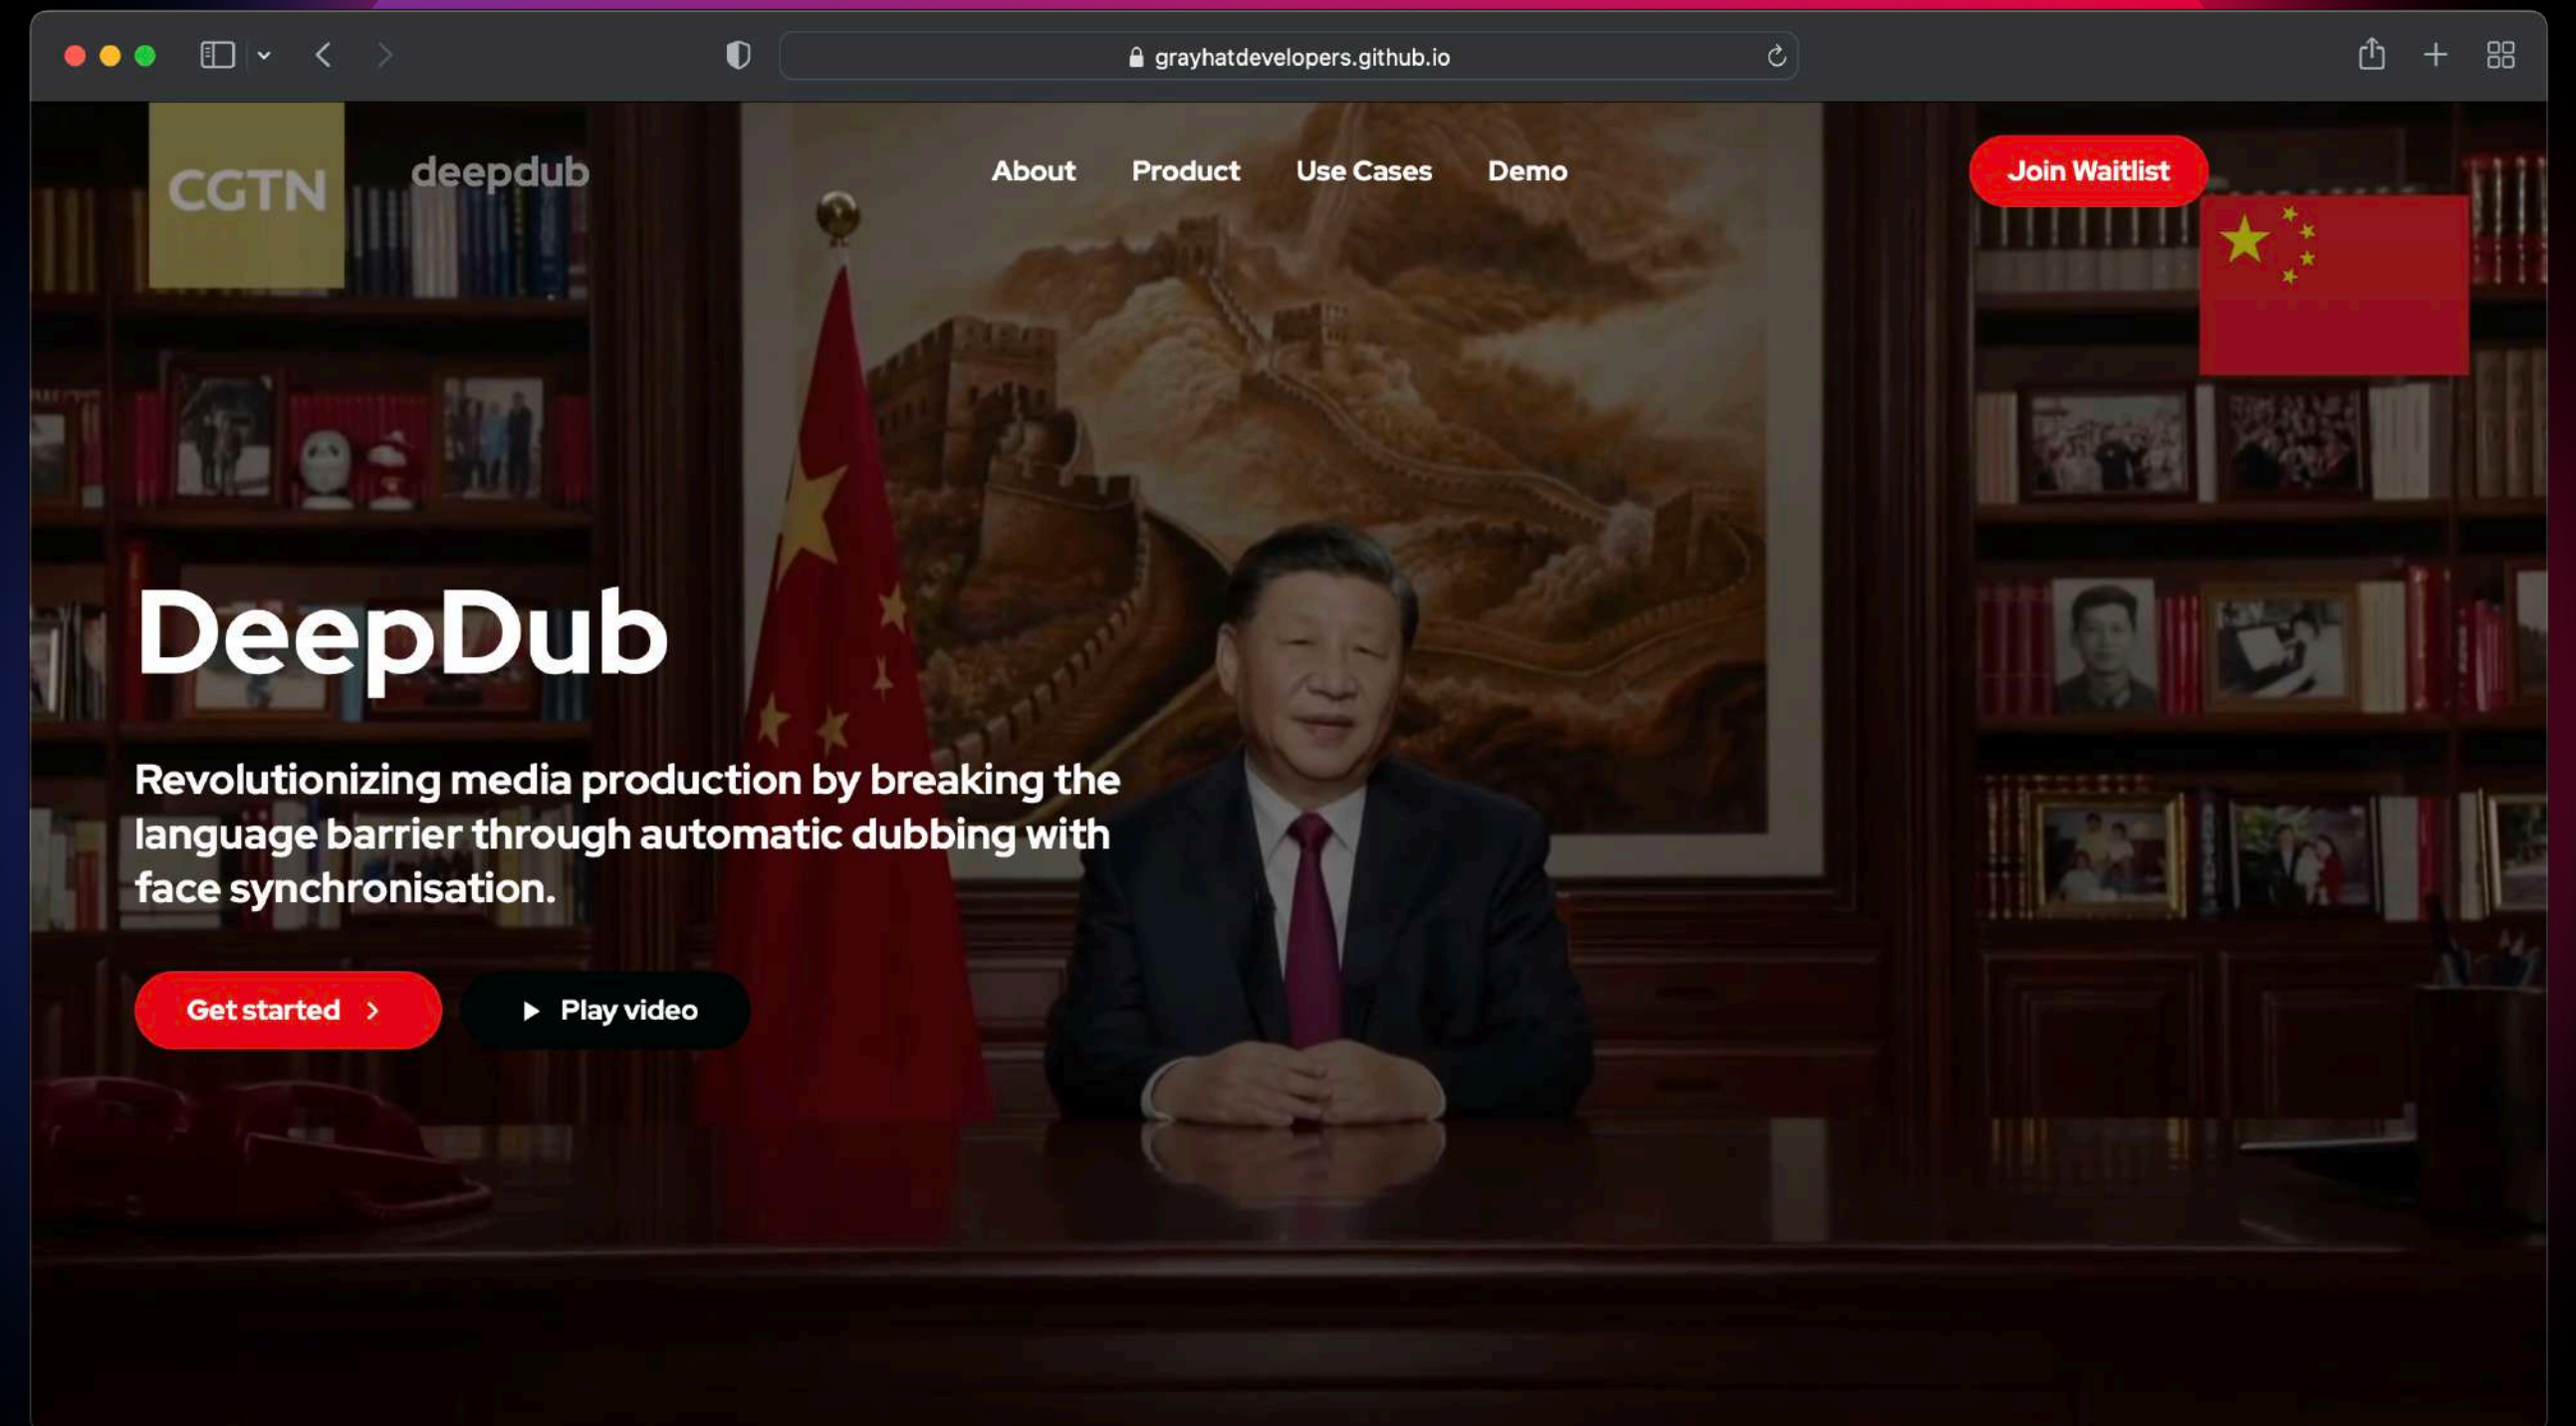 grayhatdevelopers.github.io
CGTN
deepdub
About
Product
Use Cases
Demo
Join Waitlist
DeepDub
Revolutionizing media production by breaking the
language barrier through automatic dubbing with
face synchronisation.
Get started
Play video